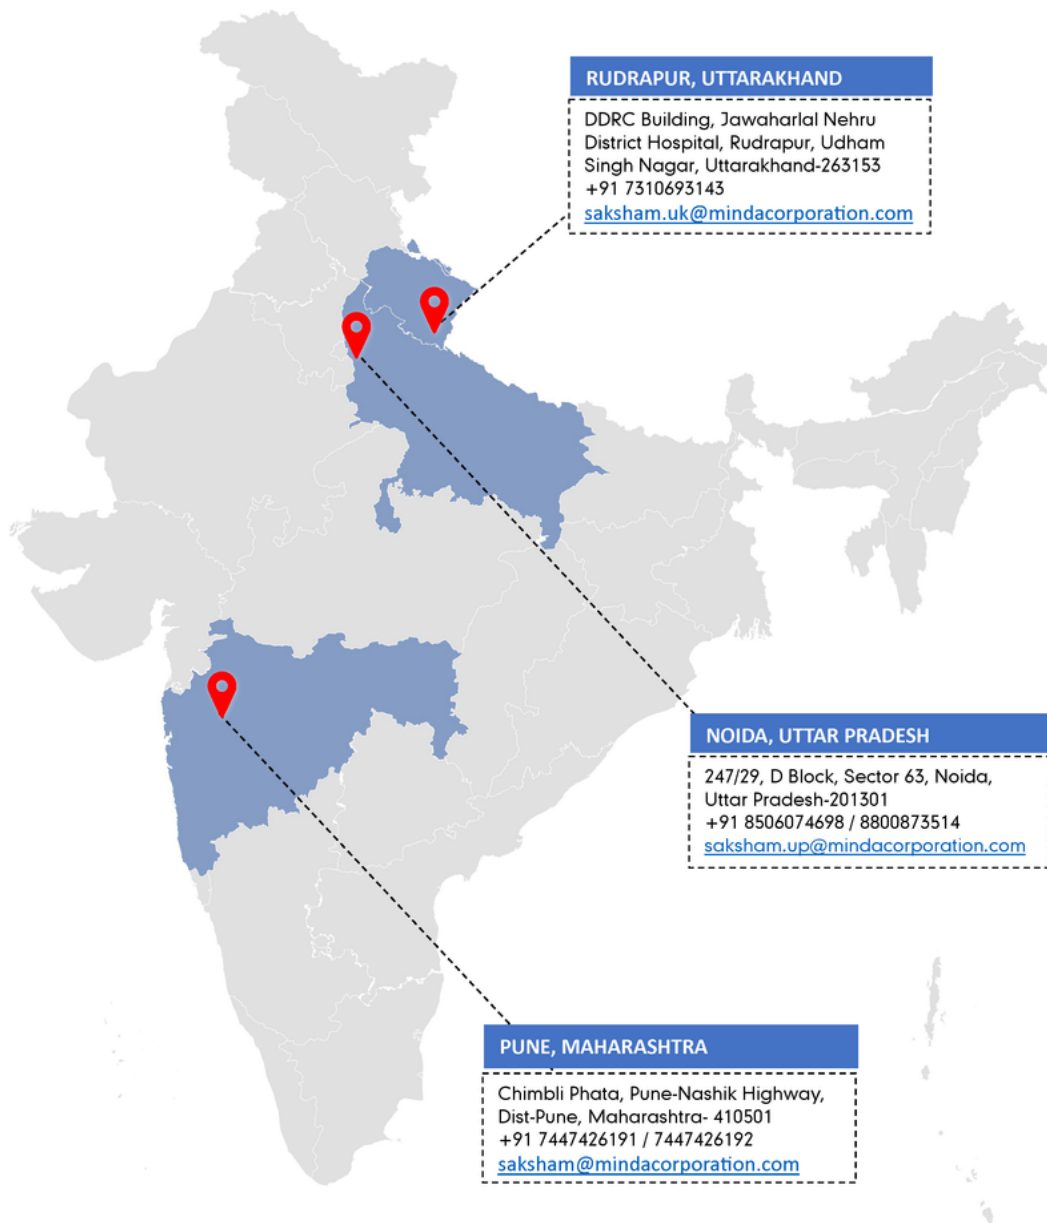 RUDRAPUR, UTTARAKHAND
DDRC Building, Jawaharlal Nehru
District Hospital, Rudrapur, Udham
Singh Nagar, Uttarakhand-263153
+91 7310693143
saksham.uk@mindacorporation.com
NOIDA, UTTAR PRADESH
247/29, D Block, Sector 63, Noida,
Uttar Pradesh-201301
+91 8506074698 / 8800873514
saksham.up@mindacorporation.com
PUNE, MAHARASHTRA
Chimbli Phata, Pune-Nashik Highway,
Dist-Pune, Maharashtra- 410501
+91 7447426191 / 7447426192
saksham@mindacorporation.com